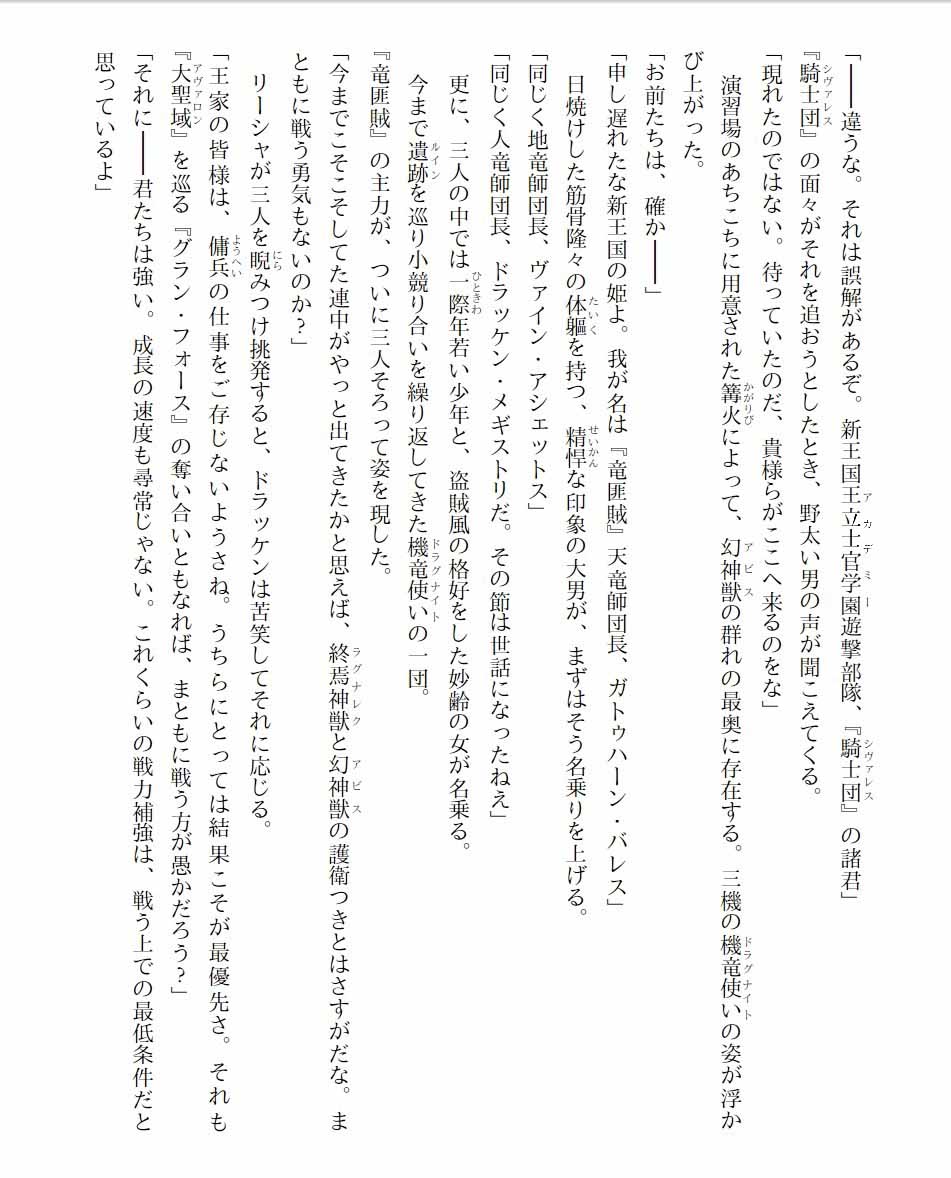 「――違うな。それは誤解があるぞ。新王国王立士官学園遊撃部隊、『騎士団』の諸君」
『騎士団』の面々がそれを追おうとしたとき、野太い男の声が聞こえてくる。
「現れたのではない。待っていたのだ、貴様らがここへ来るのをな」
演習場のあちこちに用意された篝火によって、幻神獣の群れの最奥に存在する。三機の機竜使いの姿が浮か
び上がった。
「お前たちは、確か――」
「申し遅れたな新王国の姫よ。我が名は『竜匪賊』天竜師団長、ガトゥハーン・バレス」
日焼けした筋骨隆々の体軀を持つ、精悍な印象の大男が、まずはそう名乗りを上げる。
「同じく地竜師団長、ヴァイン・アシェットス」
「同じく人竜師団長、ドラッケン・メギストリだ。その節は世話になったねえ」
更に、三人の中では一際年若い少年と、盗賊風の格好をした妙齢の女が名乗る。
今まで遺跡を巡り小競り合いを繰り返してきた機竜使いの一団。
『竜匪賊』の主力が、ついに三人そろって姿を現した。
「今までこそこそしてた連中がやっと出てきたかと思えば、終焉神獣と幻神獣の護衛つきとはさすがだな。ま
ともに戦う勇気もないのか？」
リーシャが三人を睨みつけ挑発すると、ドラッケンは苦笑してそれに応じる。
「王家の皆様は、傭兵の仕事をご存じないようさね。うちらにとっては結果こそが最優先さ。それも
『大聖域』を巡る『グラン・フォース』の奪い合いともなれば、まともに戦う方が愚かだろう？」
「それに――君たちは強い。成長の速度も尋常じゃない。これくらいの戦力補強は、戦う上での最低条件だと
思っているよ」